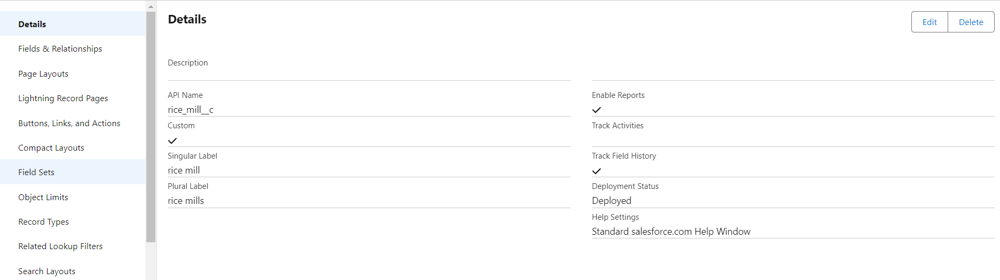 Details
Fields & Relationships
Page Layouts
Lightning Record Pages
Buttons, Links, and Actions
Compact Layouts
Field Sets
Object Limits
Record Types
Related Lookup Filters
Search Layouts
Details
Edit
Delete
Description
API Name
rice_mill__c
Custom
Singular Label
rice mill
Plural Label
rice mills
Enable Reports
Track Activities
Track Field History
Deployment Status
Deployed
Help Settings
Standard salesforce.com Help Window